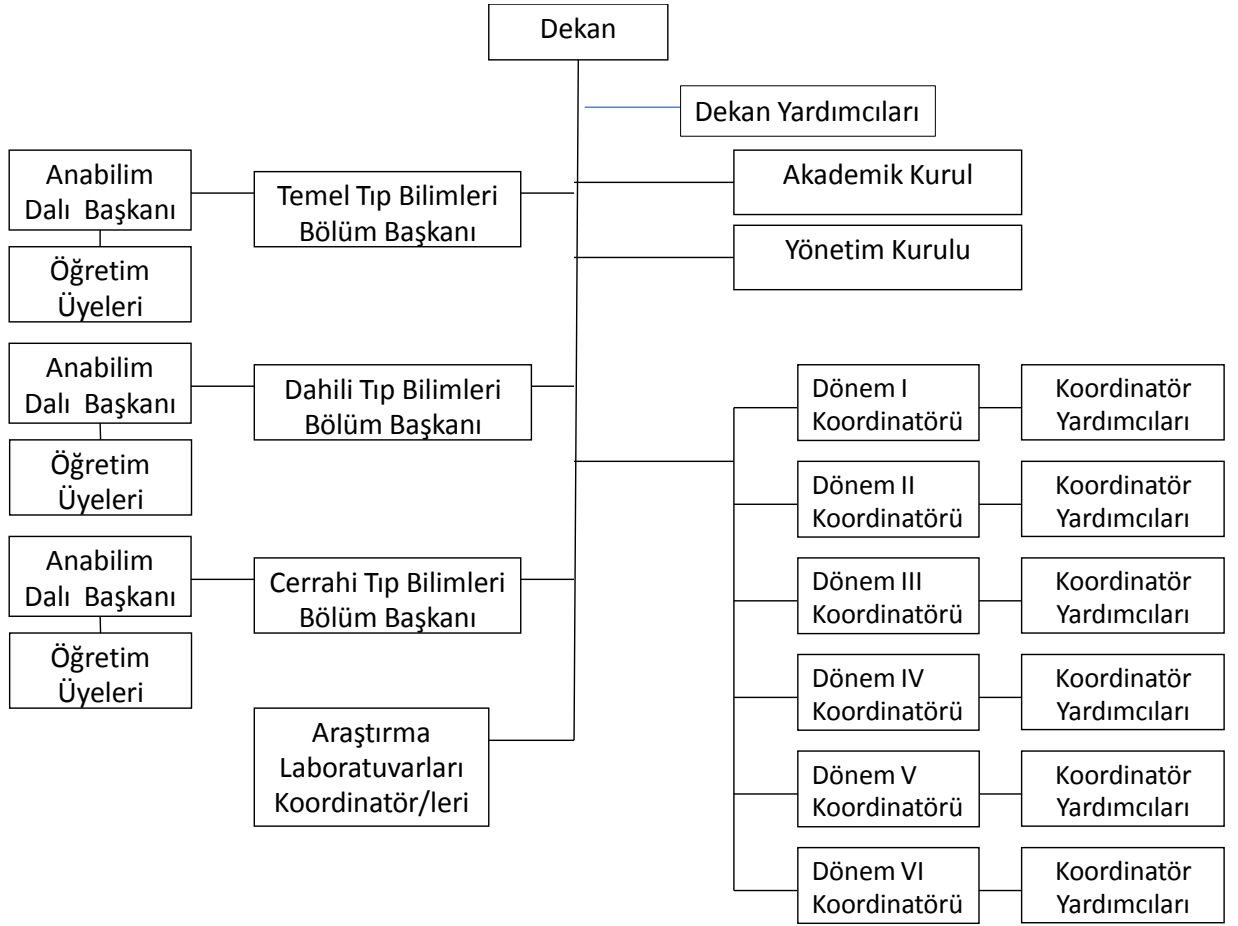 Dekan
Dekan Yardımcıları
Akademik Kurul
Yönetim Kurulu
Anabilim
Dalı Başkanı
Temel Tıp Bilimleri
Bölüm Başkanı
Öğretim
Üyeleri
Anabilim
Dalı Başkanı
Dahili Tıp Bilimleri
Bölüm Başkanı
Öğretim
Üyeleri
Anabilim
Dalı Başkanı
Cerrahi Tıp Bilimleri
Bölüm Başkanı
Öğretim
Üyeleri
Araştırma
Laboratuvarları
Koordinatör/leri
Dönem I
Koordinatörü
Koordinatör
Yardımcıları
Dönem II
Koordinatörü
Koordinatör
Yardımcıları
Dönem III
Koordinatörü
Koordinatör
Yardımcıları
Dönem IV
Koordinatörü
Koordinatör
Yardımcıları
Dönem V
Koordinatörü
Koordinatör
Yardımcıları
Dönem VI
Koordinatörü
Koordinatör
Yardımcıları